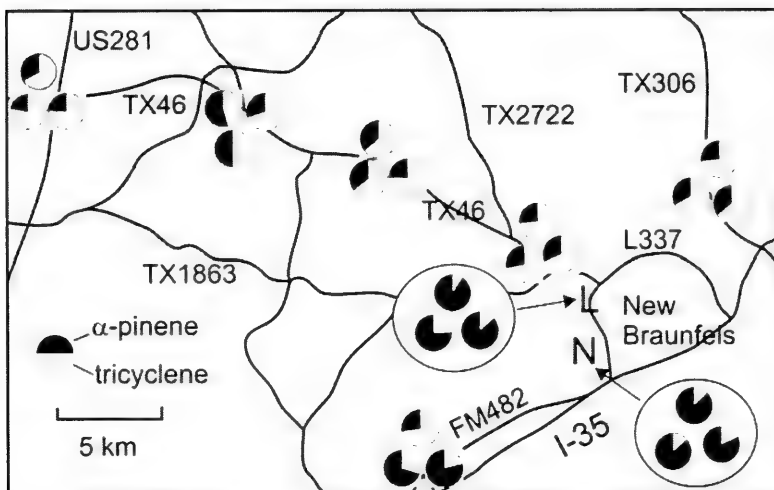 US281
TX46
TX306
TX2722
TX46
L337
TX1863
L
New
Braunfels
α-pinene
N
tricyclene
FM482
I-35
5 km